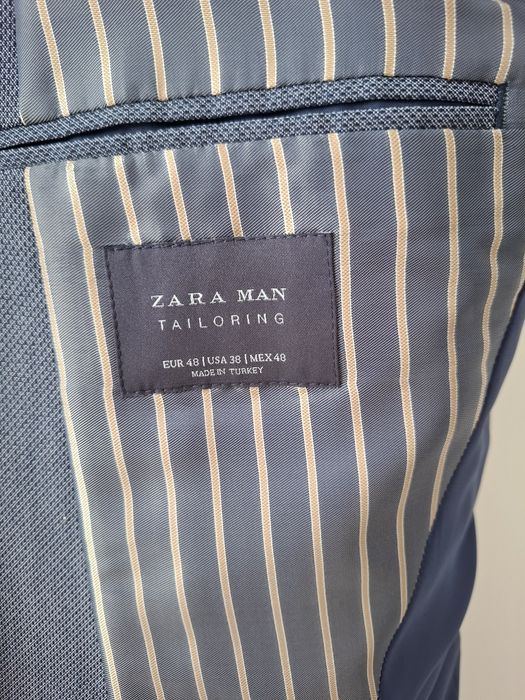 ZARA MAN
TAILORING
EUR 48 | USA 38 | MEX 48
MADE IN TURKEY